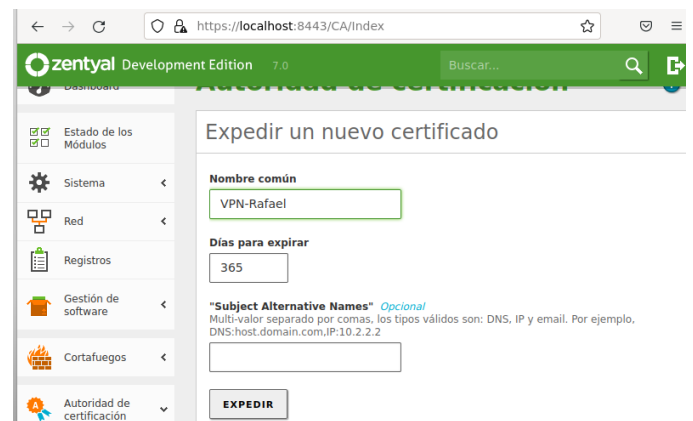 https://localhost:8443/CA/Index
zentyal Development Edition 7.0
Buscar...
Dashboard
Autoridad de certificación
Estado de los
Módulos
Sistema
Red
Registros
Gestión de
software
Cortafuegos
Autoridad de
certificación
Expedir un nuevo certificado
Nombre común
VPN-Rafael
Días para expirar
365
"Subject Alternative Names" Opcional
Multi-valor separado por comas, los tipos válidos son: DNS, IP y email. Por ejemplo,
DNS:host.domain.com,IP:10.2.2.2
EXPEDIR